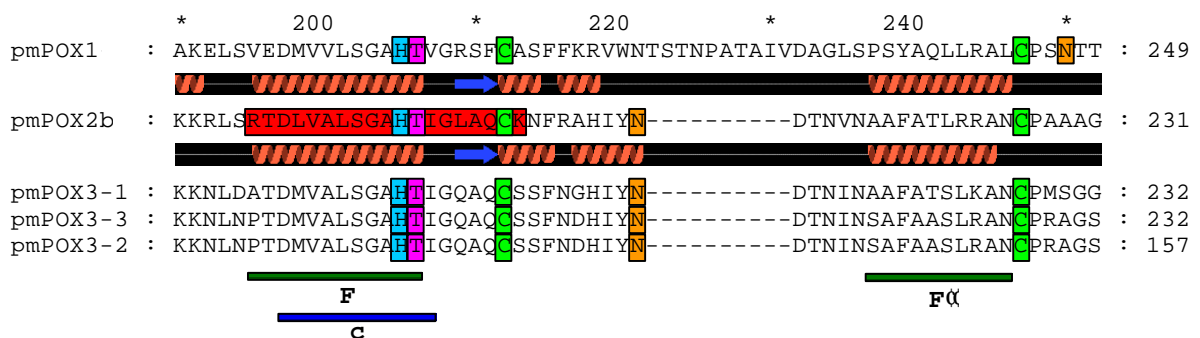 * 200 * 220 * 240 *
pmPOX1 : AKELSVEDMVVLSGAHTVGRSFCASFFKRVWNTSTNPATAIVDAGLSPSYAQLLRALCPSNTT : 249
pmPOX2b : KKRLSRTDLVALSGAHTIGLAQCKNFRAHIYN----------DTNVNAAFATLRRANCPAAAG : 231
pmPOX3-1 : KKNLDATDMVALSGAHTIGQAQCSSFNGHIYN----------DTNINAAFATSLKANCPMSGG : 232
pmPOX3-3 : KKNLNPTDMVALSGAHTIGQAQCSSFNDHIYN----------DTNINSAFAASLRANCPRAGS : 232
pmPOX3-2 : KKNLNPTDMVALSGAHTIGQAQCSSFNDHIYN----------DTNINSAFAASLRANCPRAGS : 157
F Fα
C